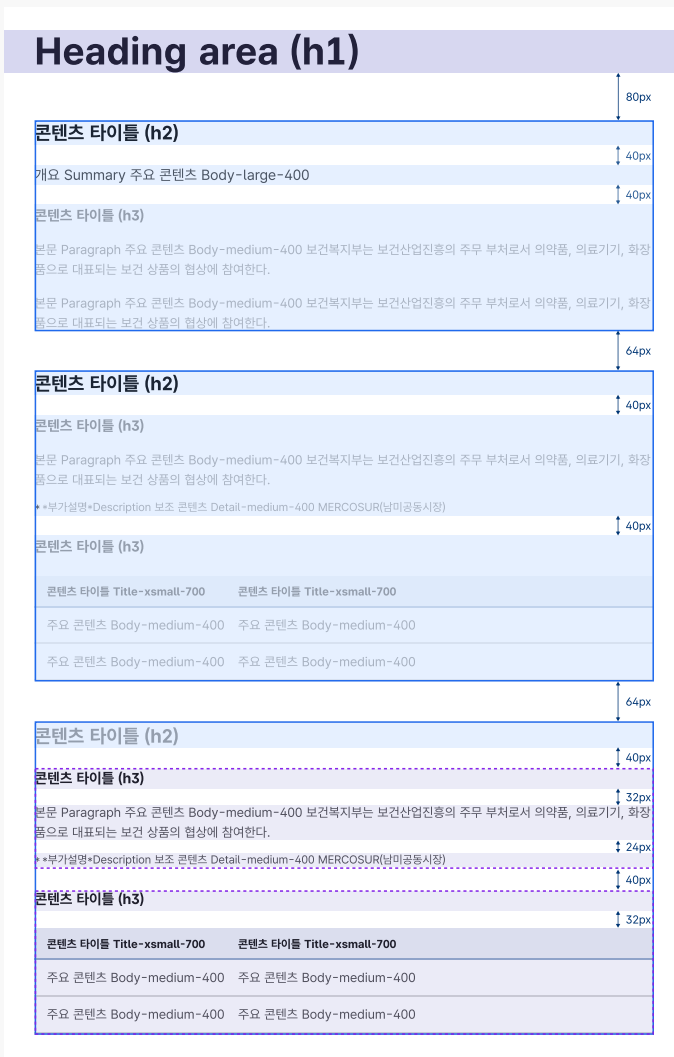 Heading area (h1)
80px
콘텐츠 타이틀 (h2)
40px
개요 Summary 주요 콘텐츠 Body-large-400
40px
콘텐츠 타이틀 (h3)
본문 Paragraph 주요 콘텐츠 Body-medium-400 보건복지부는 보건산업진흥의 주무 부처로서 의약품, 의료기기, 화장
품으로 대표되는 보건 상품의 협상에 참여한다.
본문 Paragraph 주요 콘텐츠 Body-medium-400 보건복지부는 보건산업진흥의 주무 부처로서 의약품, 의료기기, 화장
품으로 대표되는 보건 상품의 협상에 참여한다.
64px
콘텐츠 타이틀 (h2)
40px
콘텐츠 타이틀 (h3)
본문 Paragraph 주요 콘텐츠 Body-medium-400 보건복지부는 보건산업진흥의 주무 부처로서 의약품, 의료기기, 화장
품으로 대표되는 보건 상품의 협상에 참여한다.
* *부가설명*Description 보조 콘텐츠 Detail-medium-400 MERCOSUR(남미공동시장)
40px
콘텐츠 타이틀 (h3)
콘텐츠 타이틀 Title-xsmall-700 콘텐츠 타이틀 Title-xsmall-700
주요 콘텐츠 Body-medium-400 주요 콘텐츠 Body-medium-400
주요 콘텐츠 Body-medium-400 주요 콘텐츠 Body-medium-400
64px
콘텐츠 타이틀 (h2)
40px
콘텐츠 타이틀 (h3)
32px
본문 Paragraph 주요 콘텐츠 Body-medium-400 보건복지부는 보건산업진흥의 주무 부처로서 의약품, 의료기기, 화장
품으로 대표되는 보건 상품의 협상에 참여한다.
24px
* *부가설명*Description 보조 콘텐츠 Detail-medium-400 MERCOSUR(남미공동시장)
40px
콘텐츠 타이틀 (h3)
32px
콘텐츠 타이틀 Title-xsmall-700 콘텐츠 타이틀 Title-xsmall-700
주요 콘텐츠 Body-medium-400 주요 콘텐츠 Body-medium-400
주요 콘텐츠 Body-medium-400 주요 콘텐츠 Body-medium-400